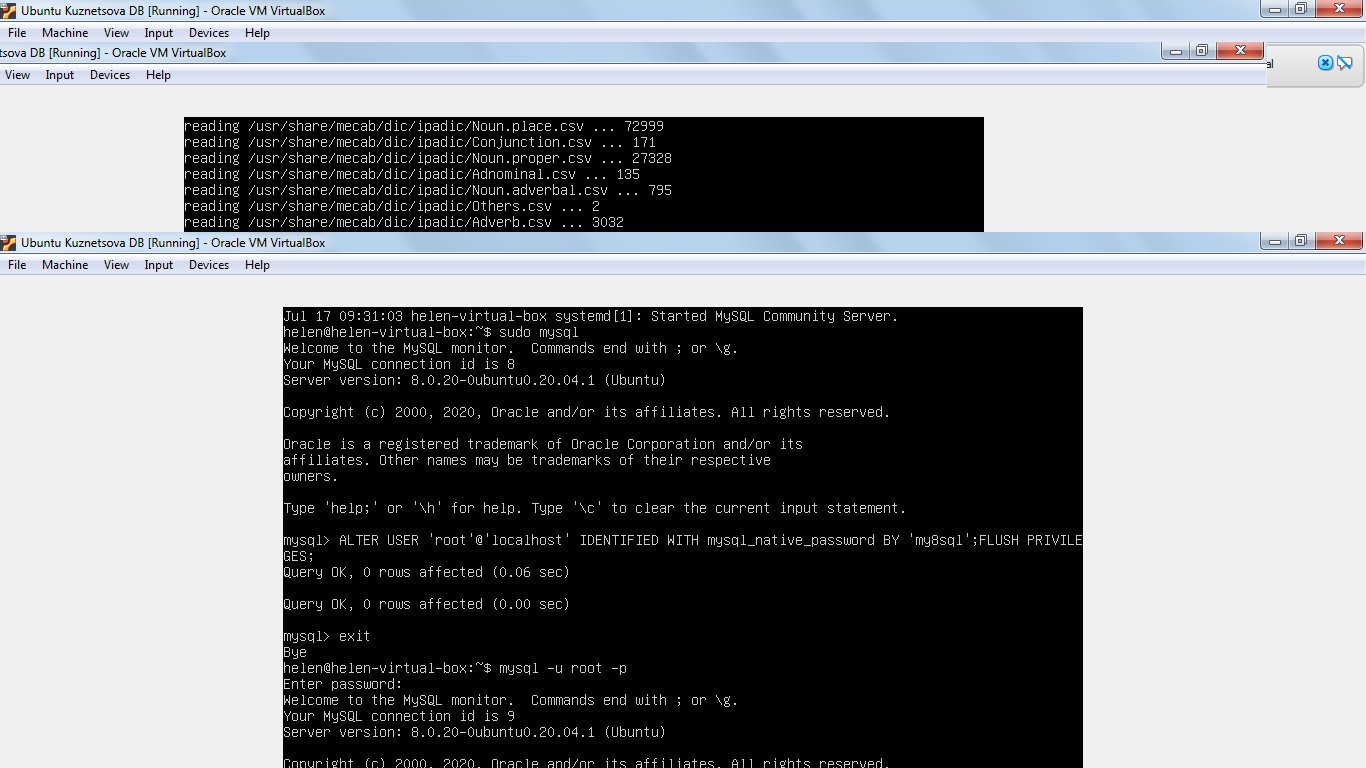 Ubuntu Kuznetsova DB [Running] - Oracle VM VirtualBox
File Machine View Input Devices Help
tsova DB [Running] - Oracle VM VirtualBox
al
View Input Devices Help
reading /usr/share/mecab/dic/ipadic/Noun.place.csv ... 72999
reading /usr/share/mecab/dic/ipadic/Conjunction.csv ... 171
reading /usr/share/mecab/dic/ipadic/Noun.proper.csv ... 27328
reading /usr/share/mecab/dic/ipadic/Adnominal.csv ... 135
reading /usr/share/mecab/dic/ipadic/Noun.adverbal.csv ... 795
reading /usr/share/mecab/dic/ipadic/Others.csv ... 2
reading /usr/share/mecab/dic/ipadic/Adverb.csv ... 3032
Ubuntu Kuznetsova DB [Running] - Oracle VM VirtualBox
File Machine View Input Devices Help
Jul 17 09:31:03 helen-virtual-box systemd[1]: Started MySQL Community Server.
helen@helen-virtual-box:~$ sudo mysql
Welcome to the MySQL monitor.  Commands end with ; or \g.
Your MySQL connection id is 8
Server version: 8.0.20-0ubuntu0.20.04.1 (Ubuntu)
Copyright (c) 2000, 2020, Oracle and/or its affiliates. All rights reserved.
Oracle is a registered trademark of Oracle Corporation and/or its
affiliates. Other names may be trademarks of their respective
owners.
Type 'help;' or '\h' for help. Type '\c' to clear the current input statement.
mysql> ALTER USER 'root'@'localhost' IDENTIFIED WITH mysql_native_password BY 'my8sql';FLUSH PRIVILE
GES;
Query OK, 0 rows affected (0.06 sec)
Query OK, 0 rows affected (0.00 sec)
mysql> exit
Bye
helen@helen-virtual-box:~$ mysql -u root -p
Enter password:
Welcome to the MySQL monitor.  Commands end with ; or \g.
Your MySQL connection id is 9
Server version: 8.0.20-0ubuntu0.20.04.1 (Ubuntu)
Copyright (c) 2000, 2020, Oracle and/or its affiliates. All rights reserved.